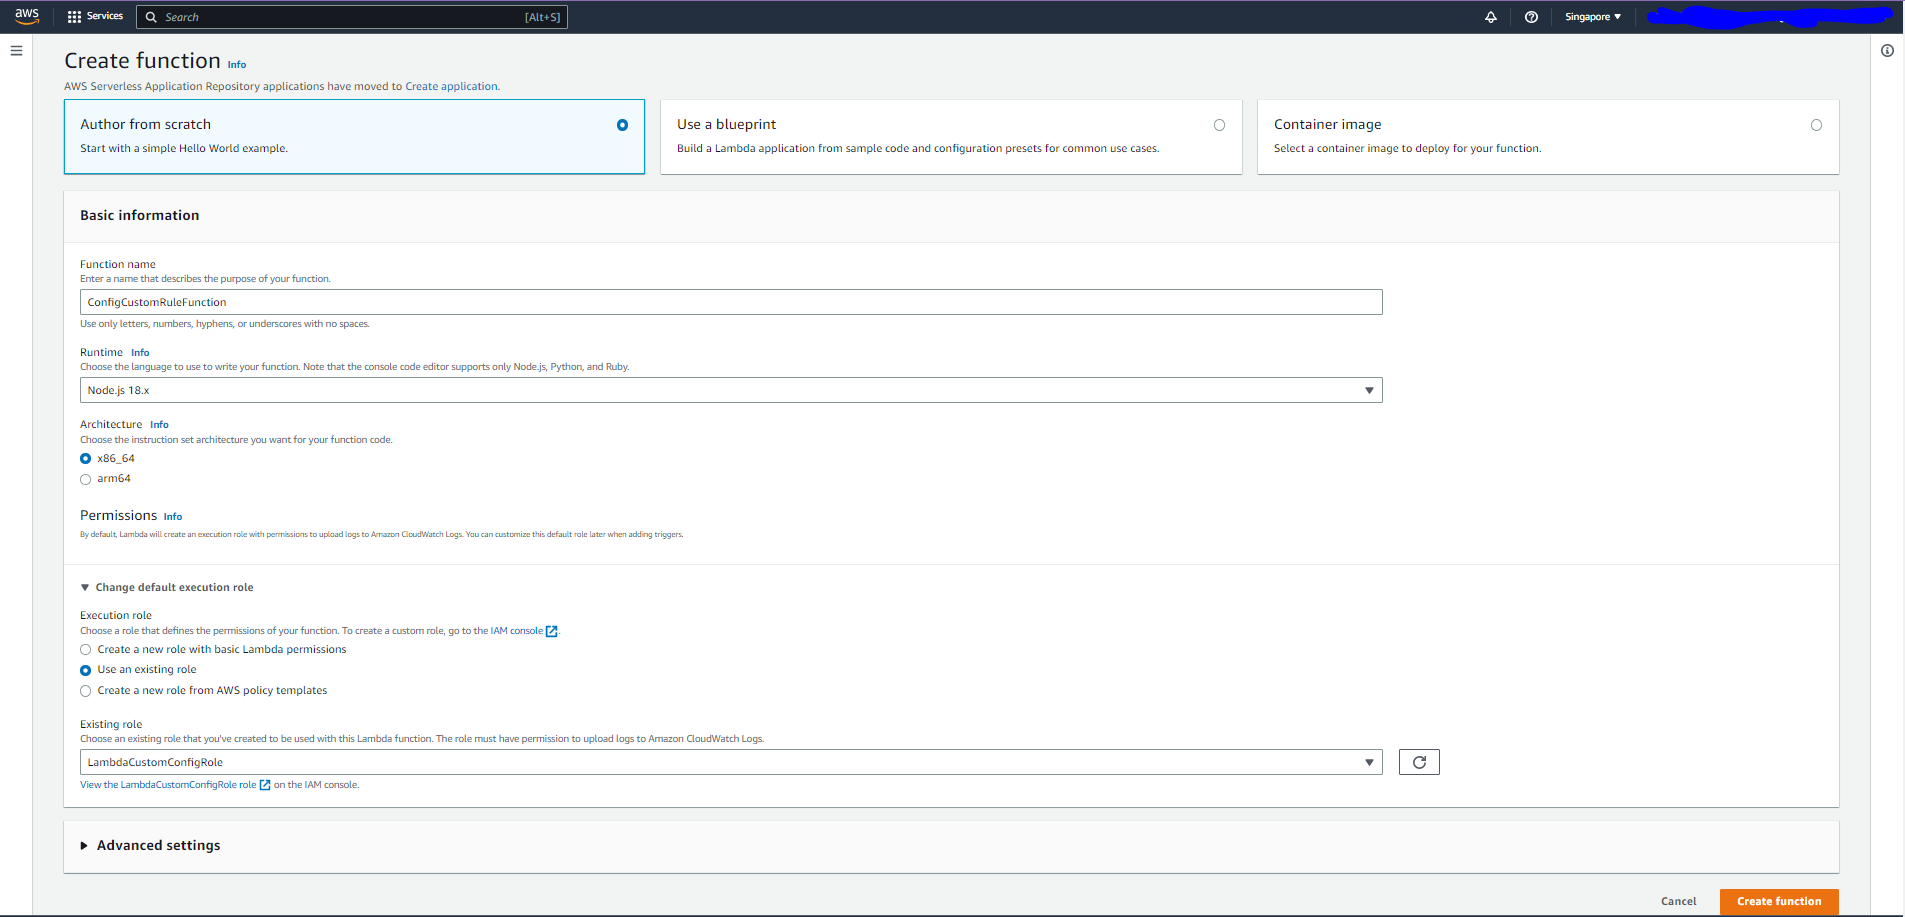 aws Services Search [Alt+S] Singapore ▼
Create function Info
AWS Serverless Application Repository applications have moved to Create application.
Author from scratch
Start with a simple Hello World example.
Use a blueprint
Build a Lambda application from sample code and configuration presets for common use cases.
Container image
Select a container image to deploy for your function.
Basic information
Function name
Enter a name that describes the purpose of your function.
ConfigCustomRuleFunction
Use only letters, numbers, hyphens, or underscores with no spaces.
Runtime Info
Choose the language to use to write your function. Note that the console code editor supports only Node.js, Python, and Ruby.
Node.js 18.x
Architecture Info
Choose the instruction set architecture you want for your function code.
x86_64
arm64
Permissions Info
By default, Lambda will create an execution role with permissions to upload logs to Amazon CloudWatch Logs. You can customize this default role later when adding triggers.
Change default execution role
Execution role
Choose a role that defines the permissions of your function. To create a custom role, go to the IAM console.
Create a new role with basic Lambda permissions
Use an existing role
Create a new role from AWS policy templates
Existing role
Choose an existing role that you've created to be used with this Lambda function. The role must have permission to upload logs to Amazon CloudWatch Logs.
LambdaCustomConfigRole
View the LambdaCustomConfigRole role on the IAM console.
Advanced settings
Cancel Create function